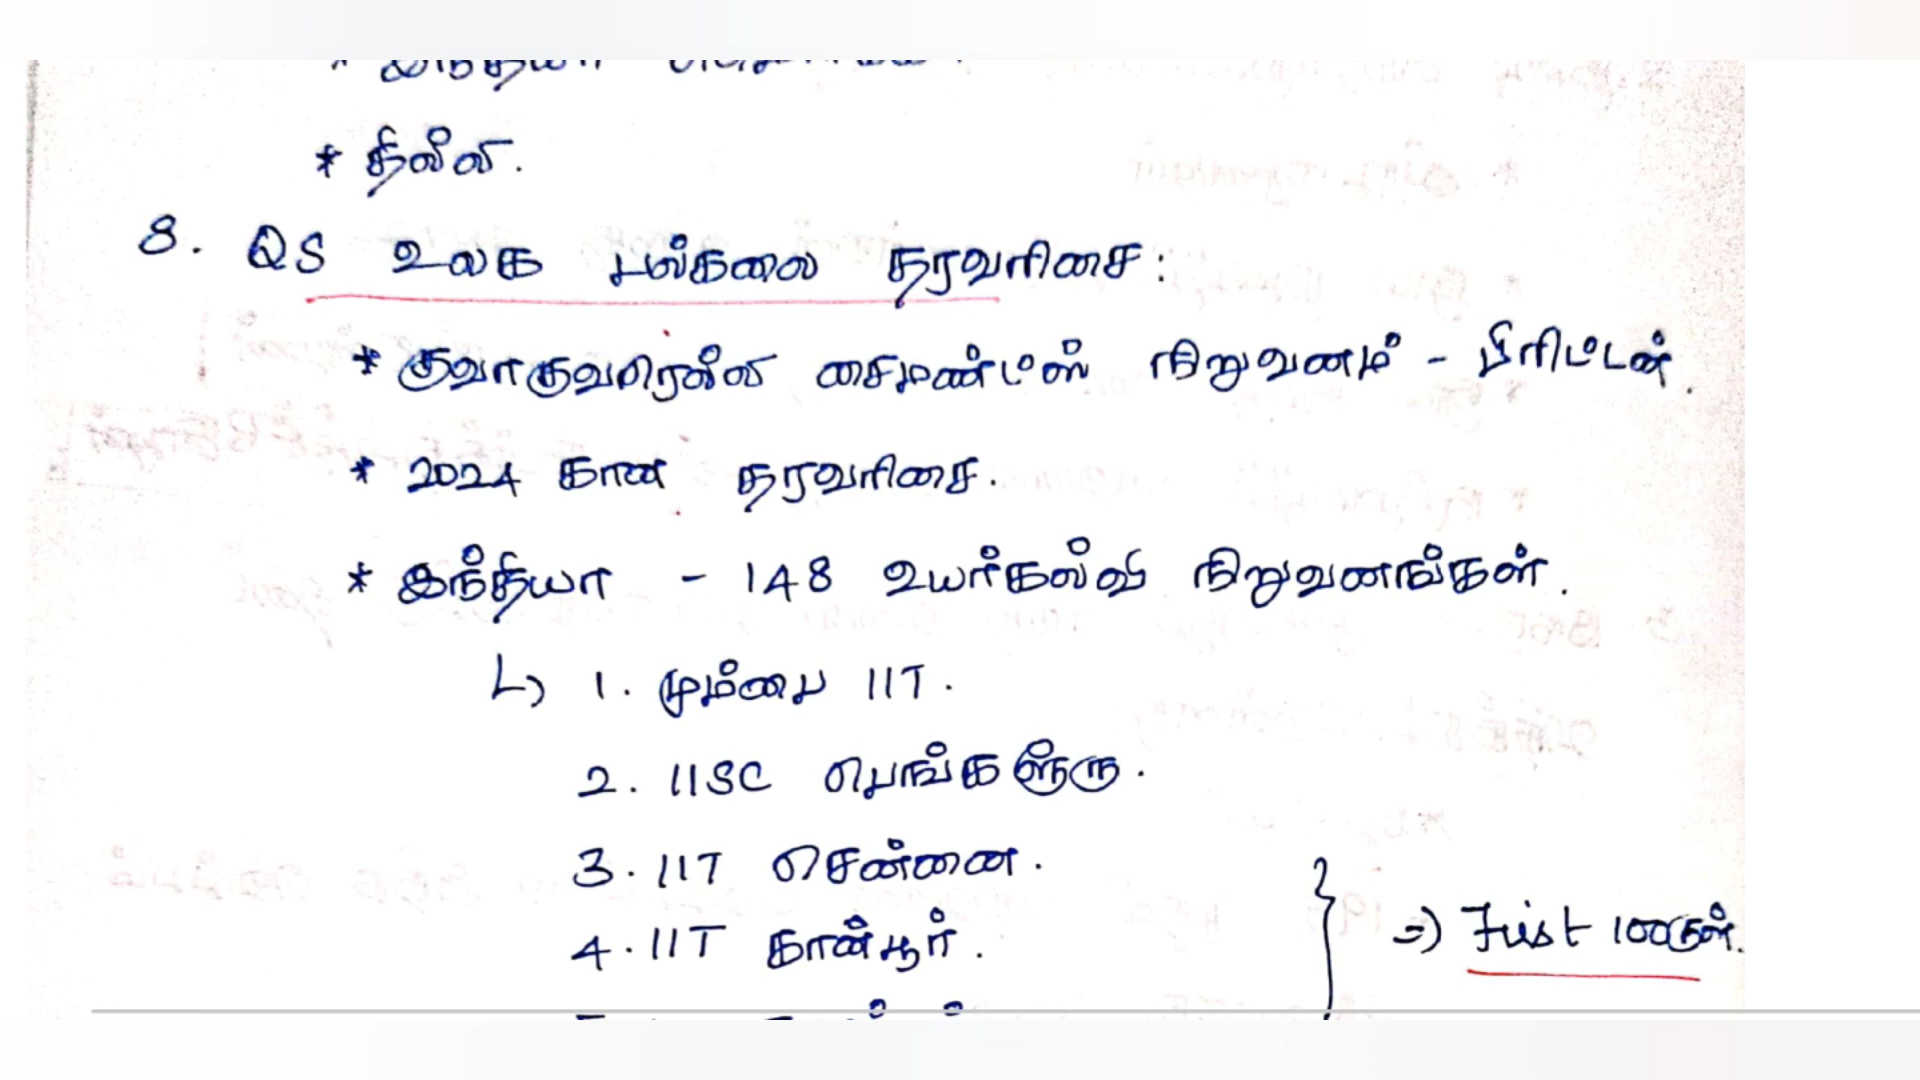 * இந்தியா
* தில்லி.
8. QS உலக பல்கலை தரவரிசை:
* குவாகுவரெல்லி சைமண்ட்ஸ் நிறுவனம் - பிரிட்டன்.
* 2024 கான தரவரிசை.
* இந்தியா - 148 உயர்கல்வி நிறுவனங்கள்.
↳ 1. மும்பை IIT.
2. IISC பெங்களூரு.
3. IIT சென்னை.
4. IIT கான்பூர். } => First 100குள்.